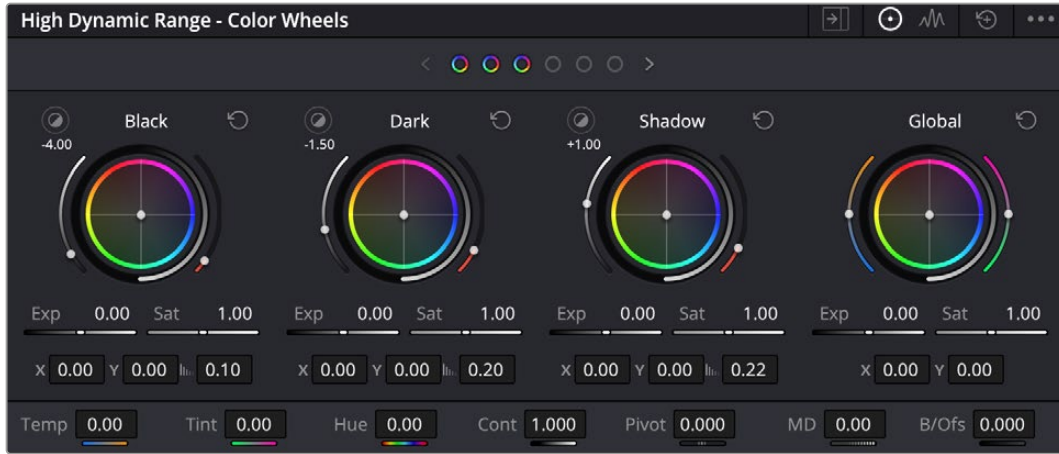 High Dynamic Range - Color Wheels
Black Dark Shadow Global
-4.00 -1.50 +1.00
Exp 0.00 Sat 1.00 Exp 0.00 Sat 1.00 Exp 0.00 Sat 1.00 Exp 0.00 Sat 1.00
X 0.00 Y 0.00 0.10 X 0.00 Y 0.00 0.20 X 0.00 Y 0.00 0.22 X 0.00 Y 0.00
Temp 0.00 Tint 0.00 Hue 0.00 Cont 1.000 Pivot 0.000 MD 0.00 B/Ofs 0.000